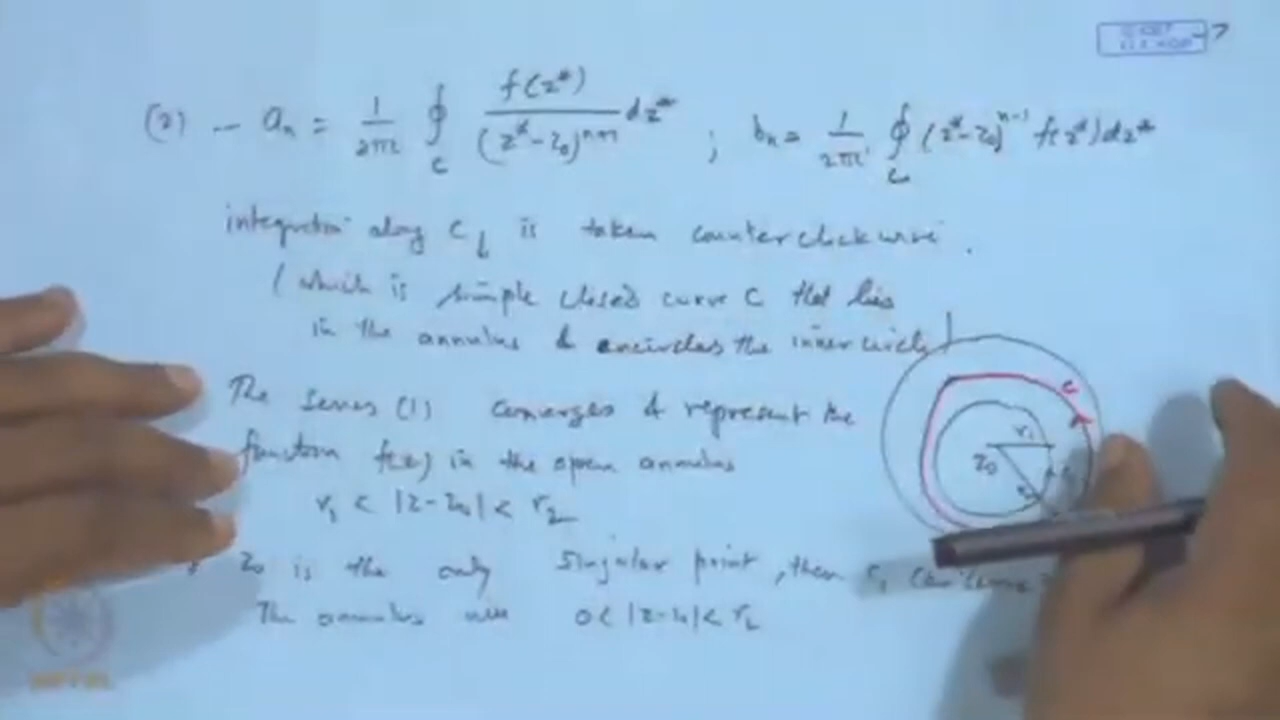 (2) — aₙ = 1/2πi ∮_C f(z*)/(z*-z₀)ⁿ⁺¹ dz* ; bₙ = 1/2πi ∮_C (z*-z₀)ⁿ⁻¹ f(z*) dz*
integration along C is taken counterclockwise.
(which is simple closed curve C that lies
in the annulus & encircles the inner circle)
The series (1) converges & represent the
function f(z) in the open annulus
r₁ < |z-z₀| < r₂
z₀ is the only singular point, then
The annulus 0 < |z-z₀| < r₂
C
r₁
z₀